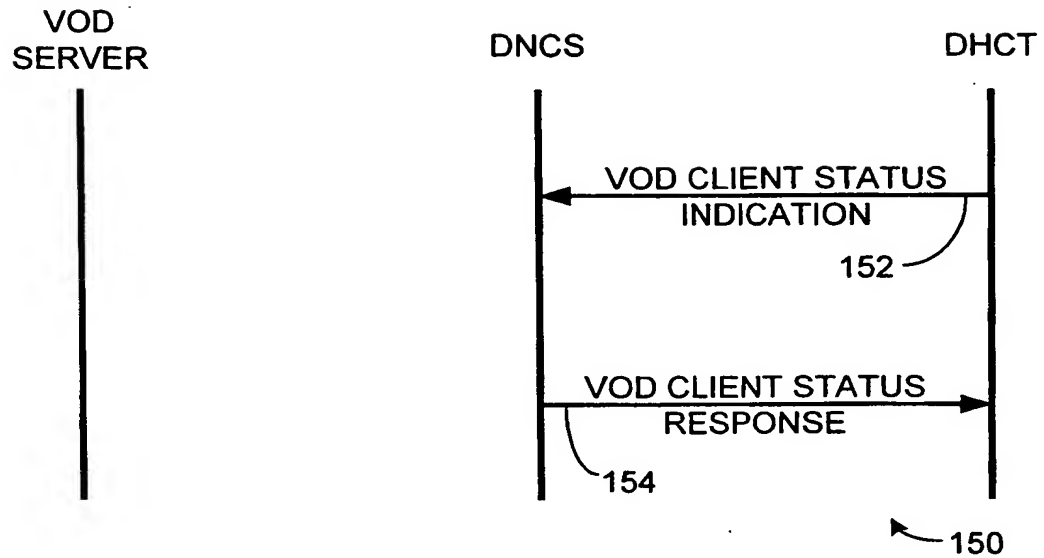 VOD
SERVER
DNCS
DHCT
VOD CLIENT STATUS
INDICATION
152
VOD CLIENT STATUS
RESPONSE
154
150